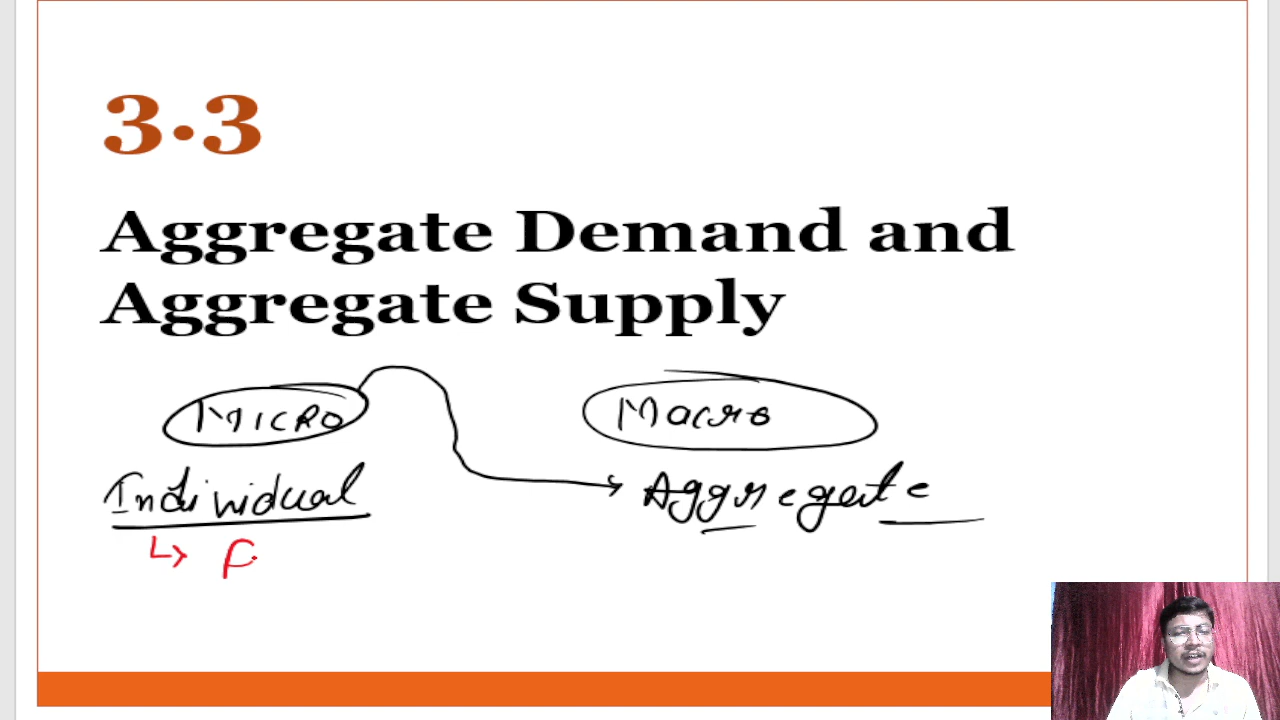 3.3
Aggregate Demand and
Aggregate Supply
MICRO Macro
Individual Aggregate